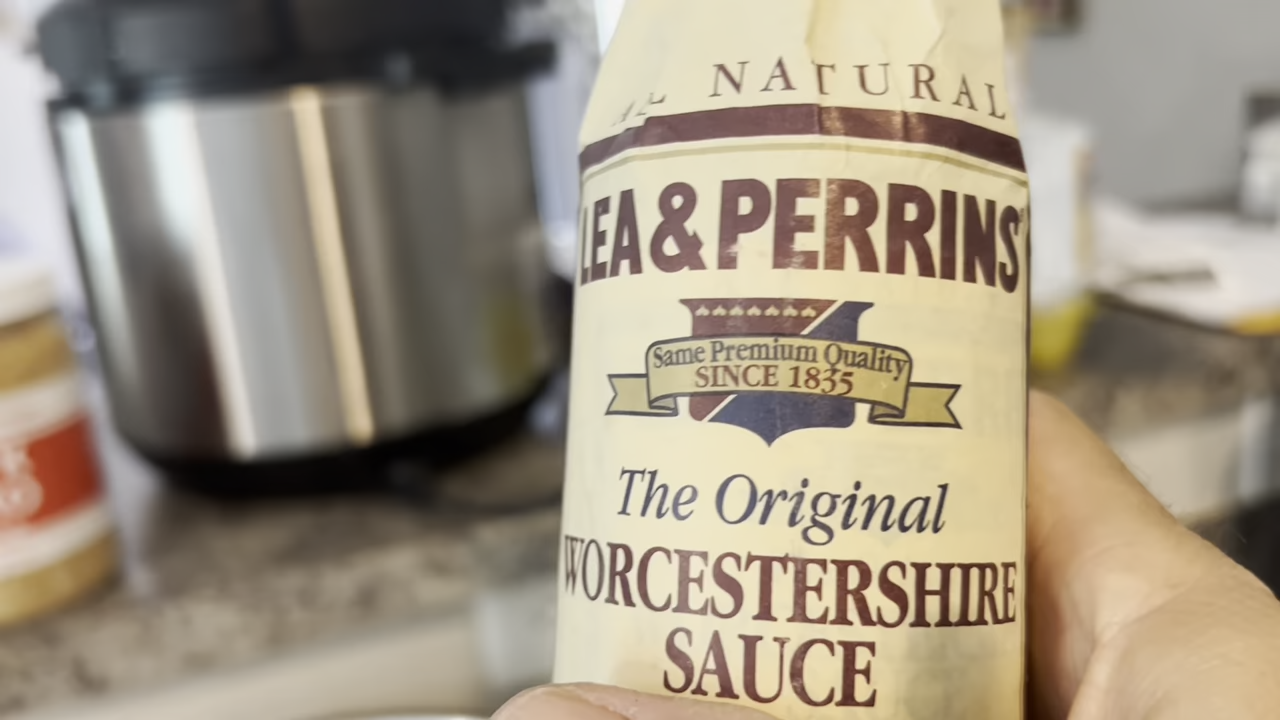 NATURAL
LEA & PERRINS
Same Premium Quality
SINCE 1835
The Original
WORCESTERSHIRE
SAUCE